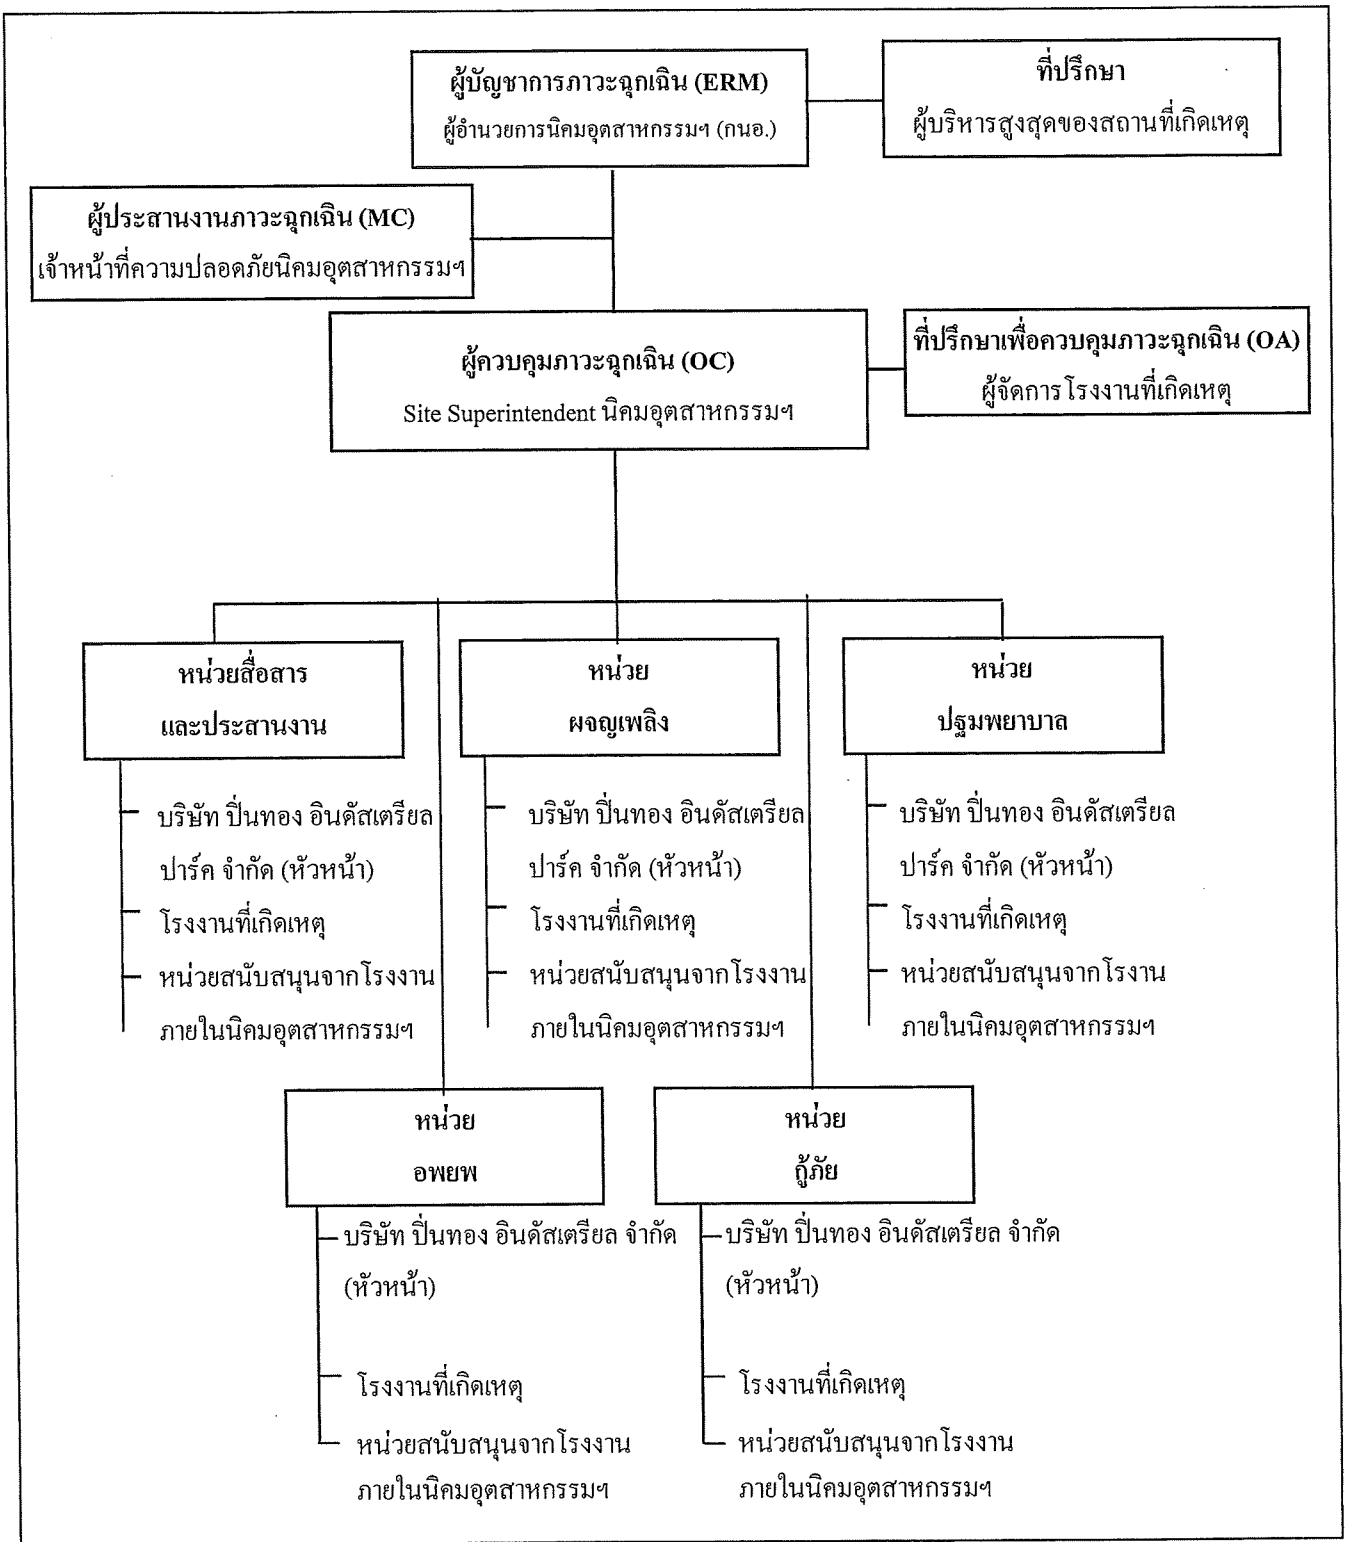 ผู้บัญชาการภาวะฉุกเฉิน (ERM)
ผู้อำนวยการนิคมอุตสาหกรรมฯ (กนอ.)
ที่ปรึกษา
ผู้บริหารสูงสุดของสถานที่เกิดเหตุ
ผู้ประสานงานภาวะฉุกเฉิน (MC)
เจ้าหน้าที่ความปลอดภัยนิคมอุตสาหกรรมฯ
ผู้ควบคุมภาวะฉุกเฉิน (OC)
Site Superintendent นิคมอุตสาหกรรมฯ
ที่ปรึกษาเพื่อควบคุมภาวะฉุกเฉิน (OA)
ผู้จัดการโรงงานที่เกิดเหตุ
หน่วยสื่อสาร
และประสานงาน
บริษัท ปิ่นทอง อินดัสเตรียล
ปาร์ค จำกัด (หัวหน้า)
โรงงานที่เกิดเหตุ
หน่วยสนับสนุนจากโรงงาน
ภายในนิคมอุตสาหกรรมฯ
หน่วย
ผจญเพลิง
บริษัท ปิ่นทอง อินดัสเตรียล
ปาร์ค จำกัด (หัวหน้า)
โรงงานที่เกิดเหตุ
หน่วยสนับสนุนจากโรงงาน
ภายในนิคมอุตสาหกรรมฯ
หน่วย
ปฐมพยาบาล
บริษัท ปิ่นทอง อินดัสเตรียล
ปาร์ค จำกัด (หัวหน้า)
โรงงานที่เกิดเหตุ
หน่วยสนับสนุนจากโรงาน
ภายในนิคมอุตสาหกรรมฯ
หน่วย
อพยพ
บริษัท ปิ่นทอง อินดัสเตรียล จำกัด
(หัวหน้า)
โรงงานที่เกิดเหตุ
หน่วยสนับสนุนจากโรงงาน
ภายในนิคมอุตสาหกรรมฯ
หน่วย
กู้ภัย
บริษัท ปิ่นทอง อินดัสเตรียล จำกัด
(หัวหน้า)
โรงงานที่เกิดเหตุ
หน่วยสนับสนุนจากโรงงาน
ภายในนิคมอุตสาหกรรมฯ